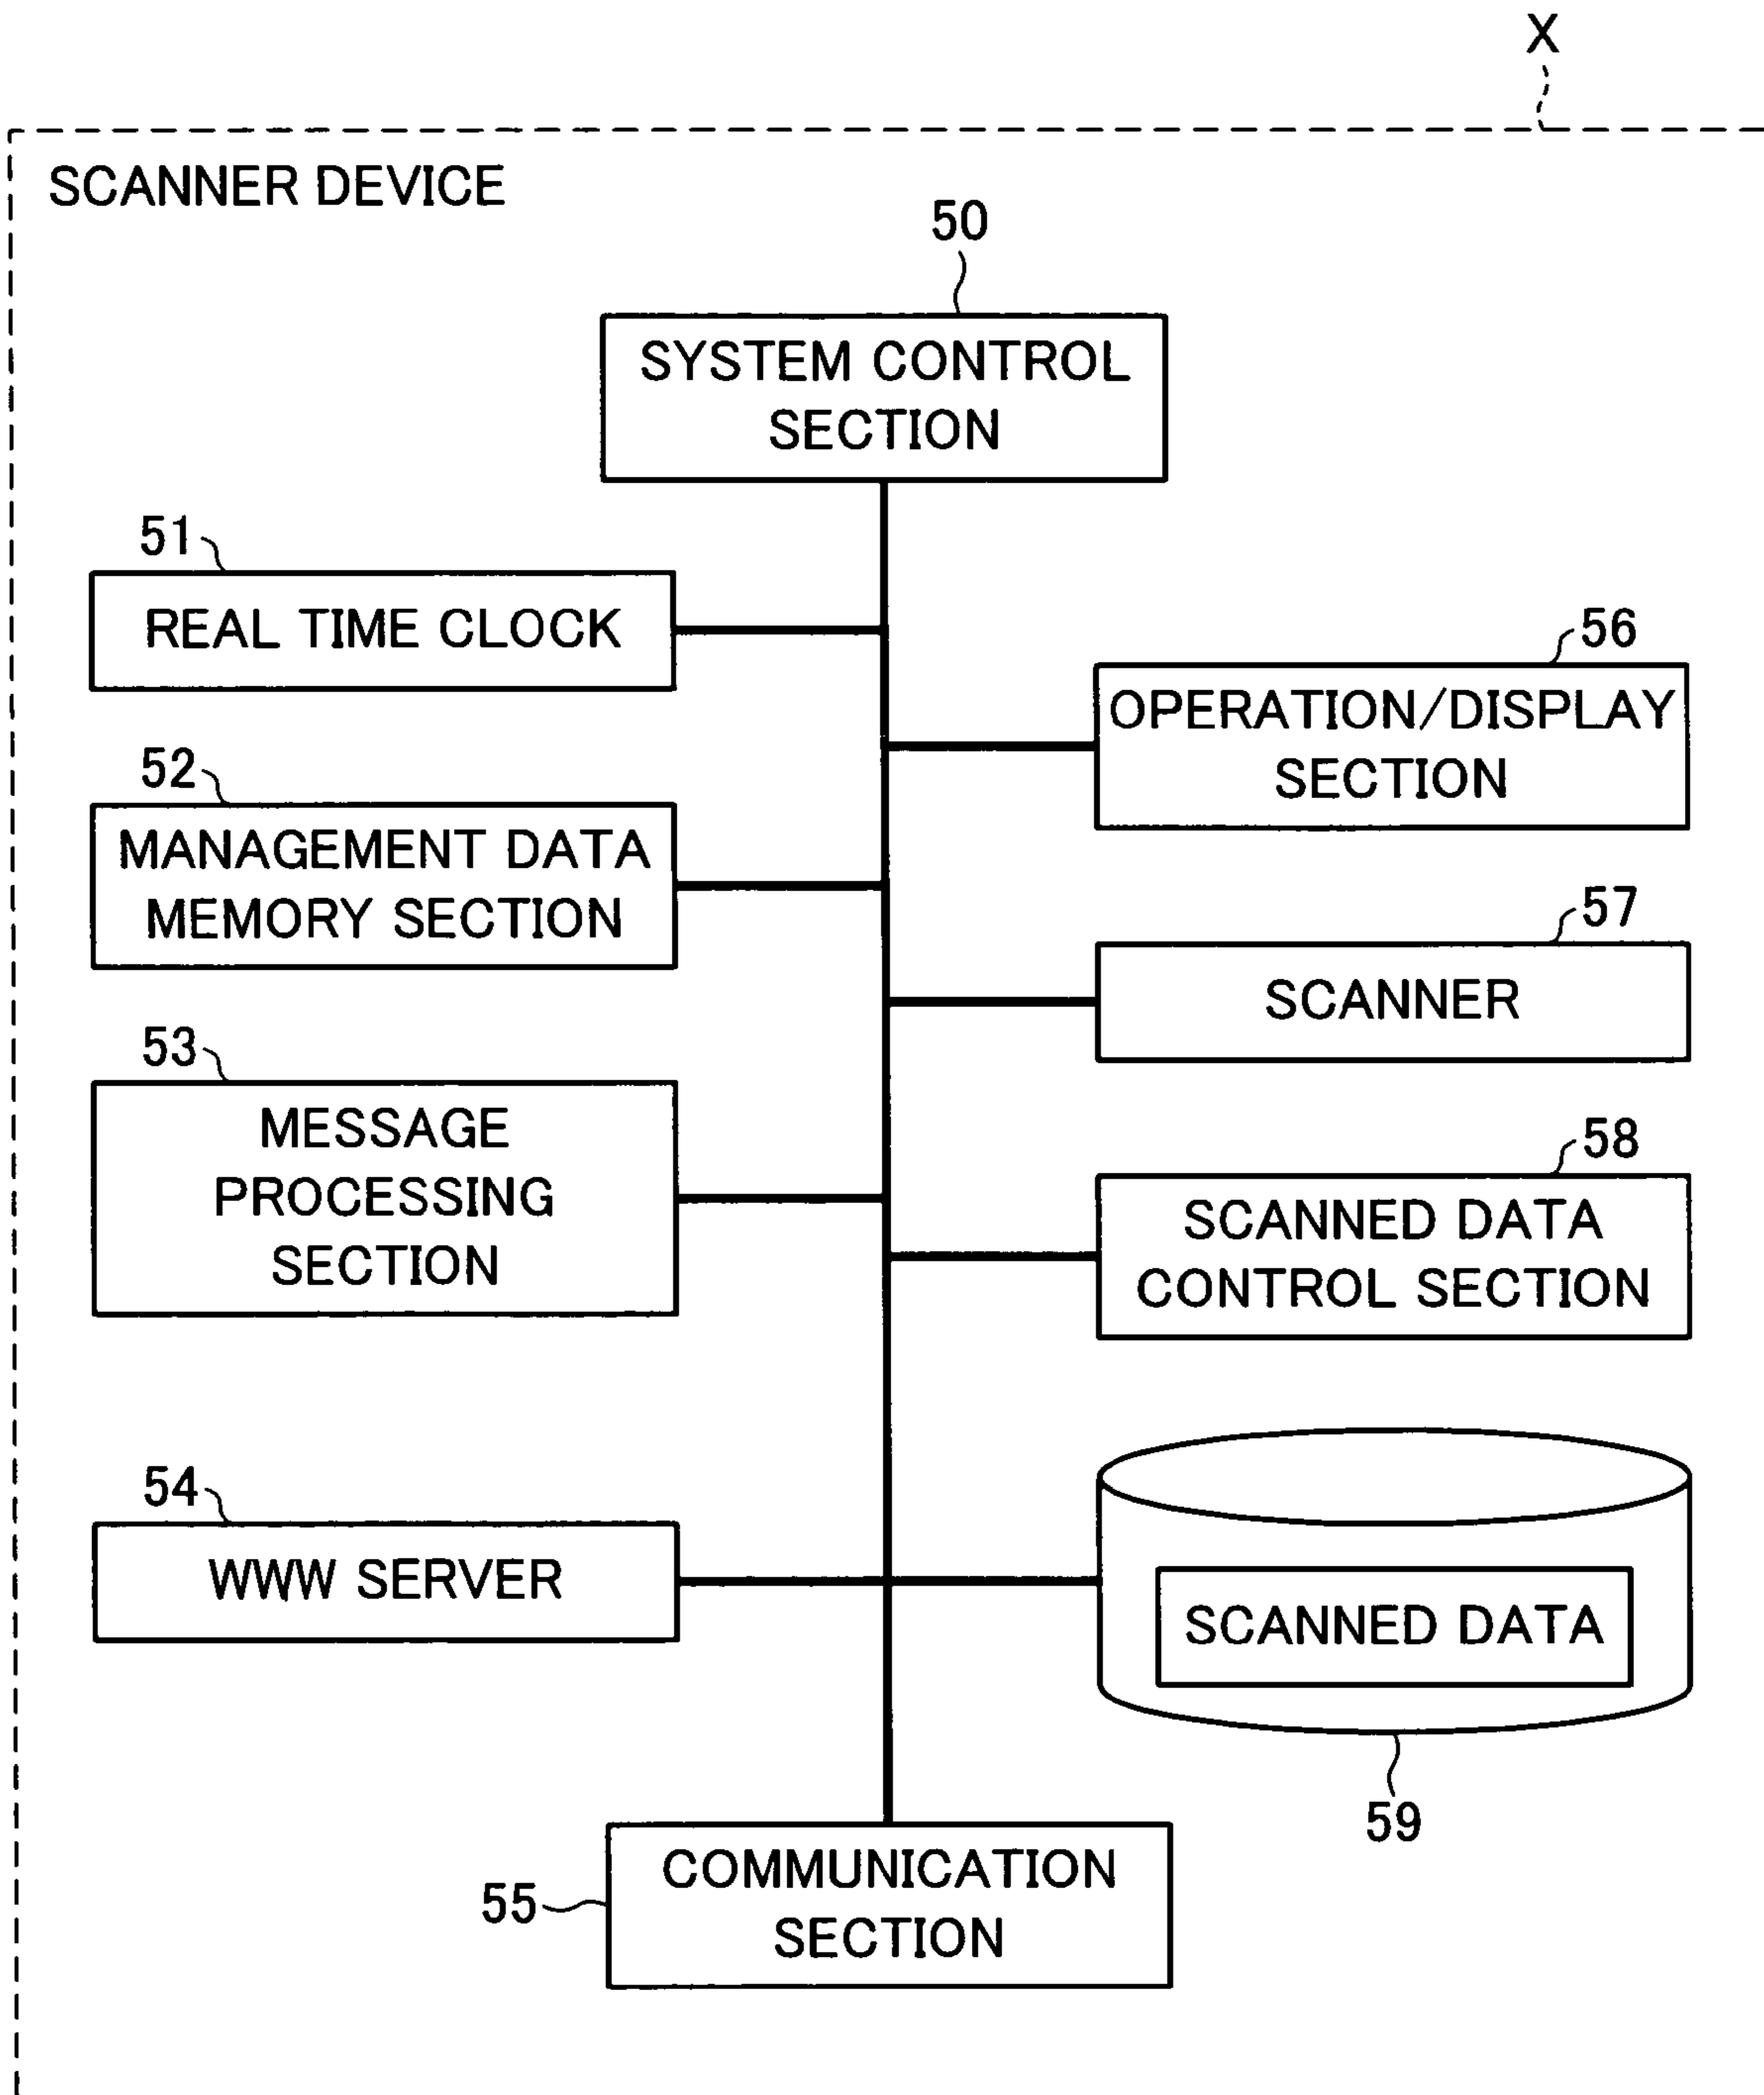 X
SCANNER DEVICE
50
SYSTEM CONTROL
SECTION
51
REAL TIME CLOCK
56
OPERATION/DISPLAY
SECTION
52
MANAGEMENT DATA
MEMORY SECTION
57
SCANNER
53
MESSAGE
PROCESSING
SECTION
58
SCANNED DATA
CONTROL SECTION
54
WWW SERVER
SCANNED DATA
59
55
COMMUNICATION
SECTION